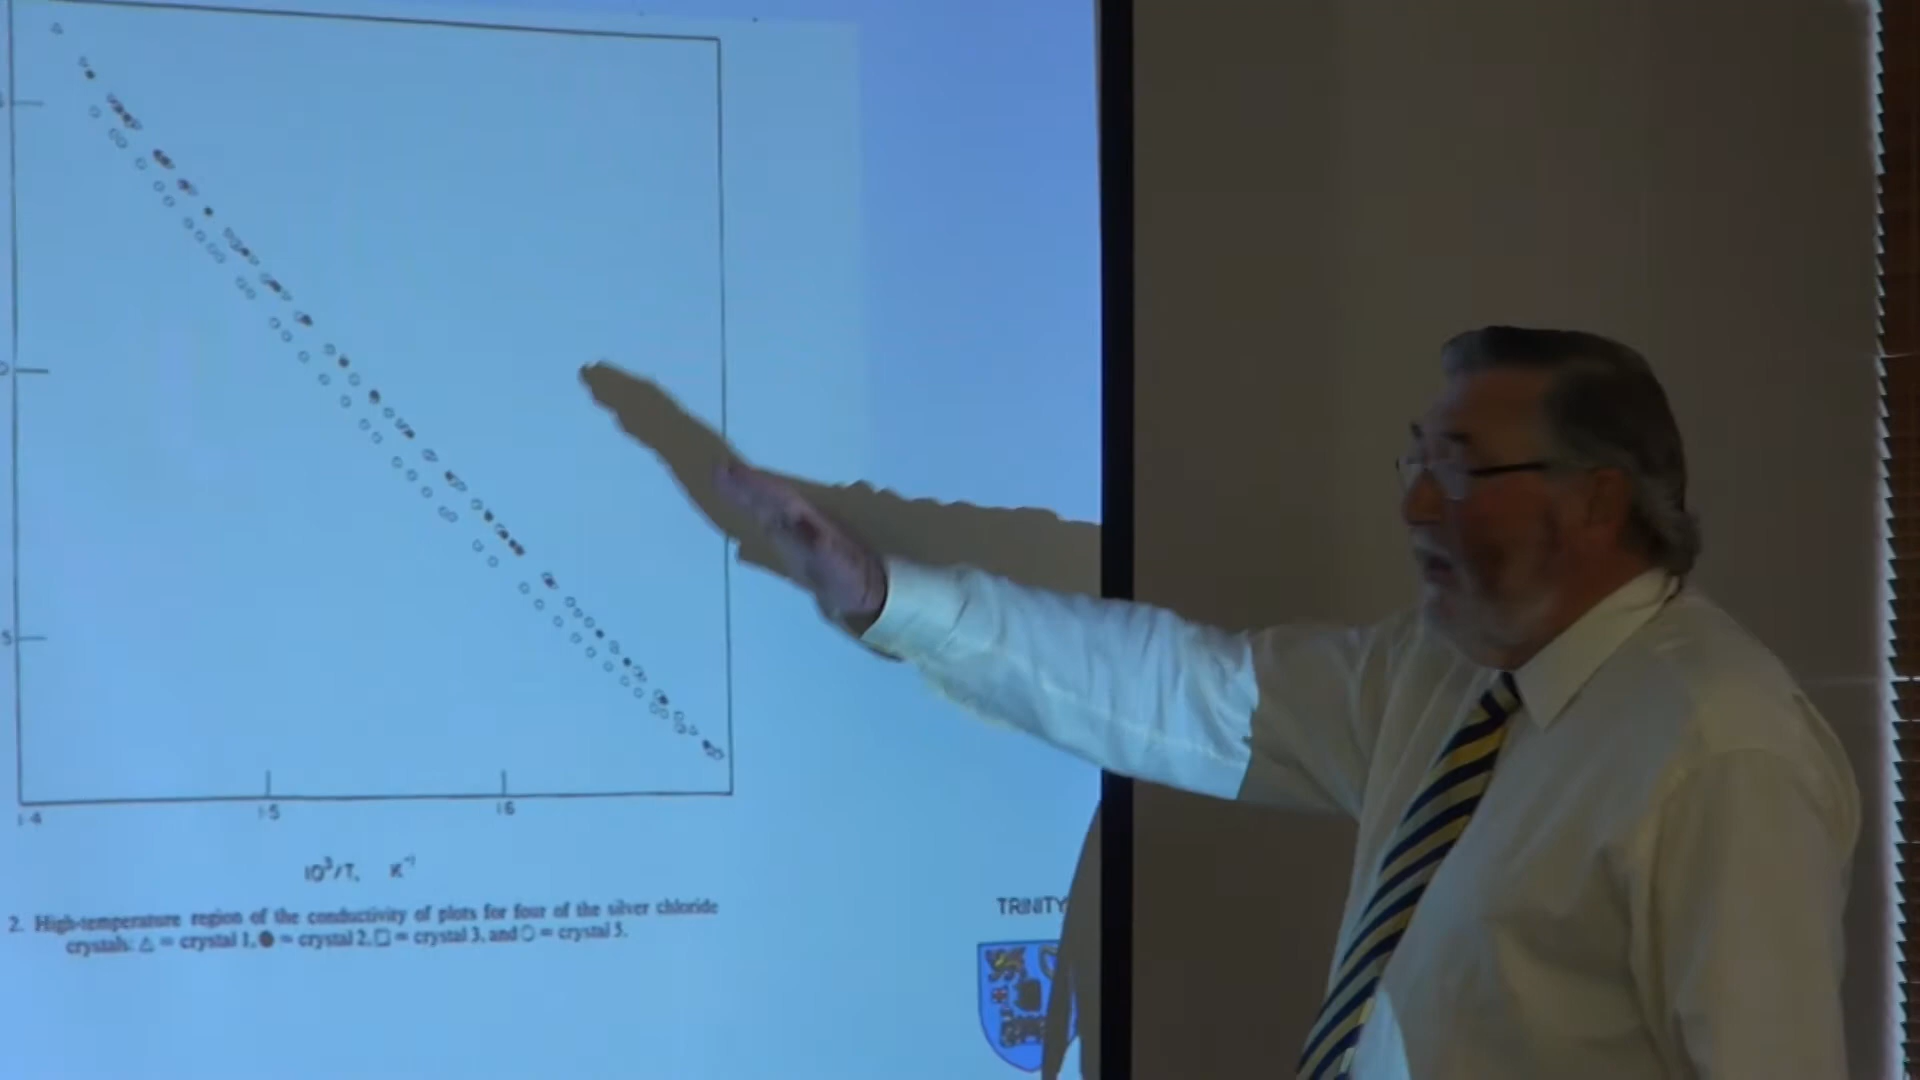 5
1·4
1·5
1·6
10³/T, K⁻¹
2. High-temperature region of the conductivity of plots for four of the silver chloride
crystals: △ = crystal 1, ● = crystal 2, □ = crystal 3, and ○ = crystal 5.
TRINITY